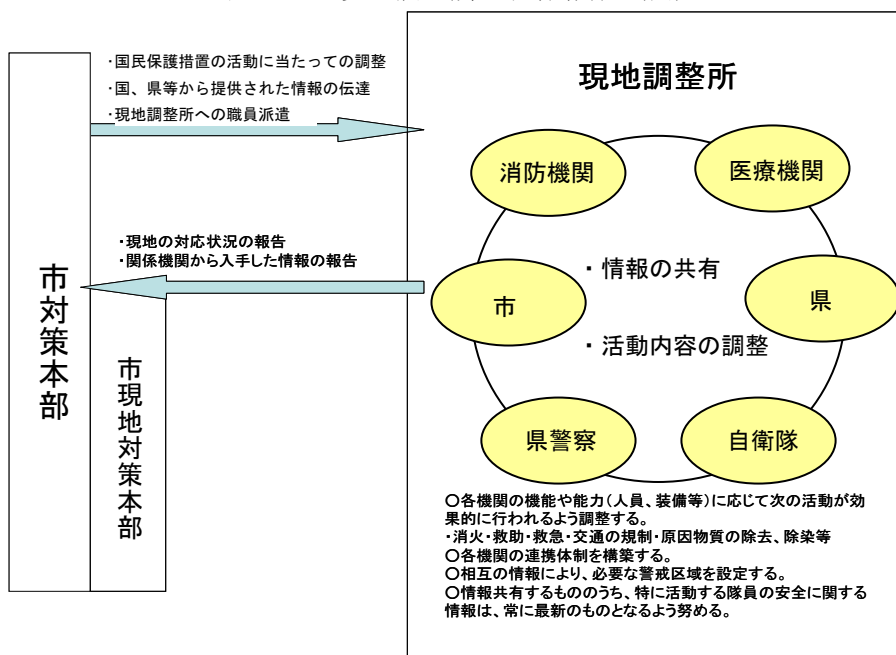 ・国民保護措置の活動に当たっての調整
・国、県等から提供された情報の伝達
・現地調整所への職員派遣
・現地の対応状況の報告
・関係機関から入手した情報の報告
市対策本部
市現地対策本部
現地調整所
消防機関
医療機関
・情報の共有
市
県
・活動内容の調整
県警察
自衛隊
〇各機関の機能や能力(人員、装備等)に応じて次の活動が効
果的に行われるよう調整する。
・消火・救助・救急・交通の規制・原因物質の除去、除染等
〇各機関の連携体制を構築する。
〇相互の情報により、必要な警戒区域を設定する。
〇情報共有するもののうち、特に活動する隊員の安全に関する
情報は、常に最新のものとなるよう努める。